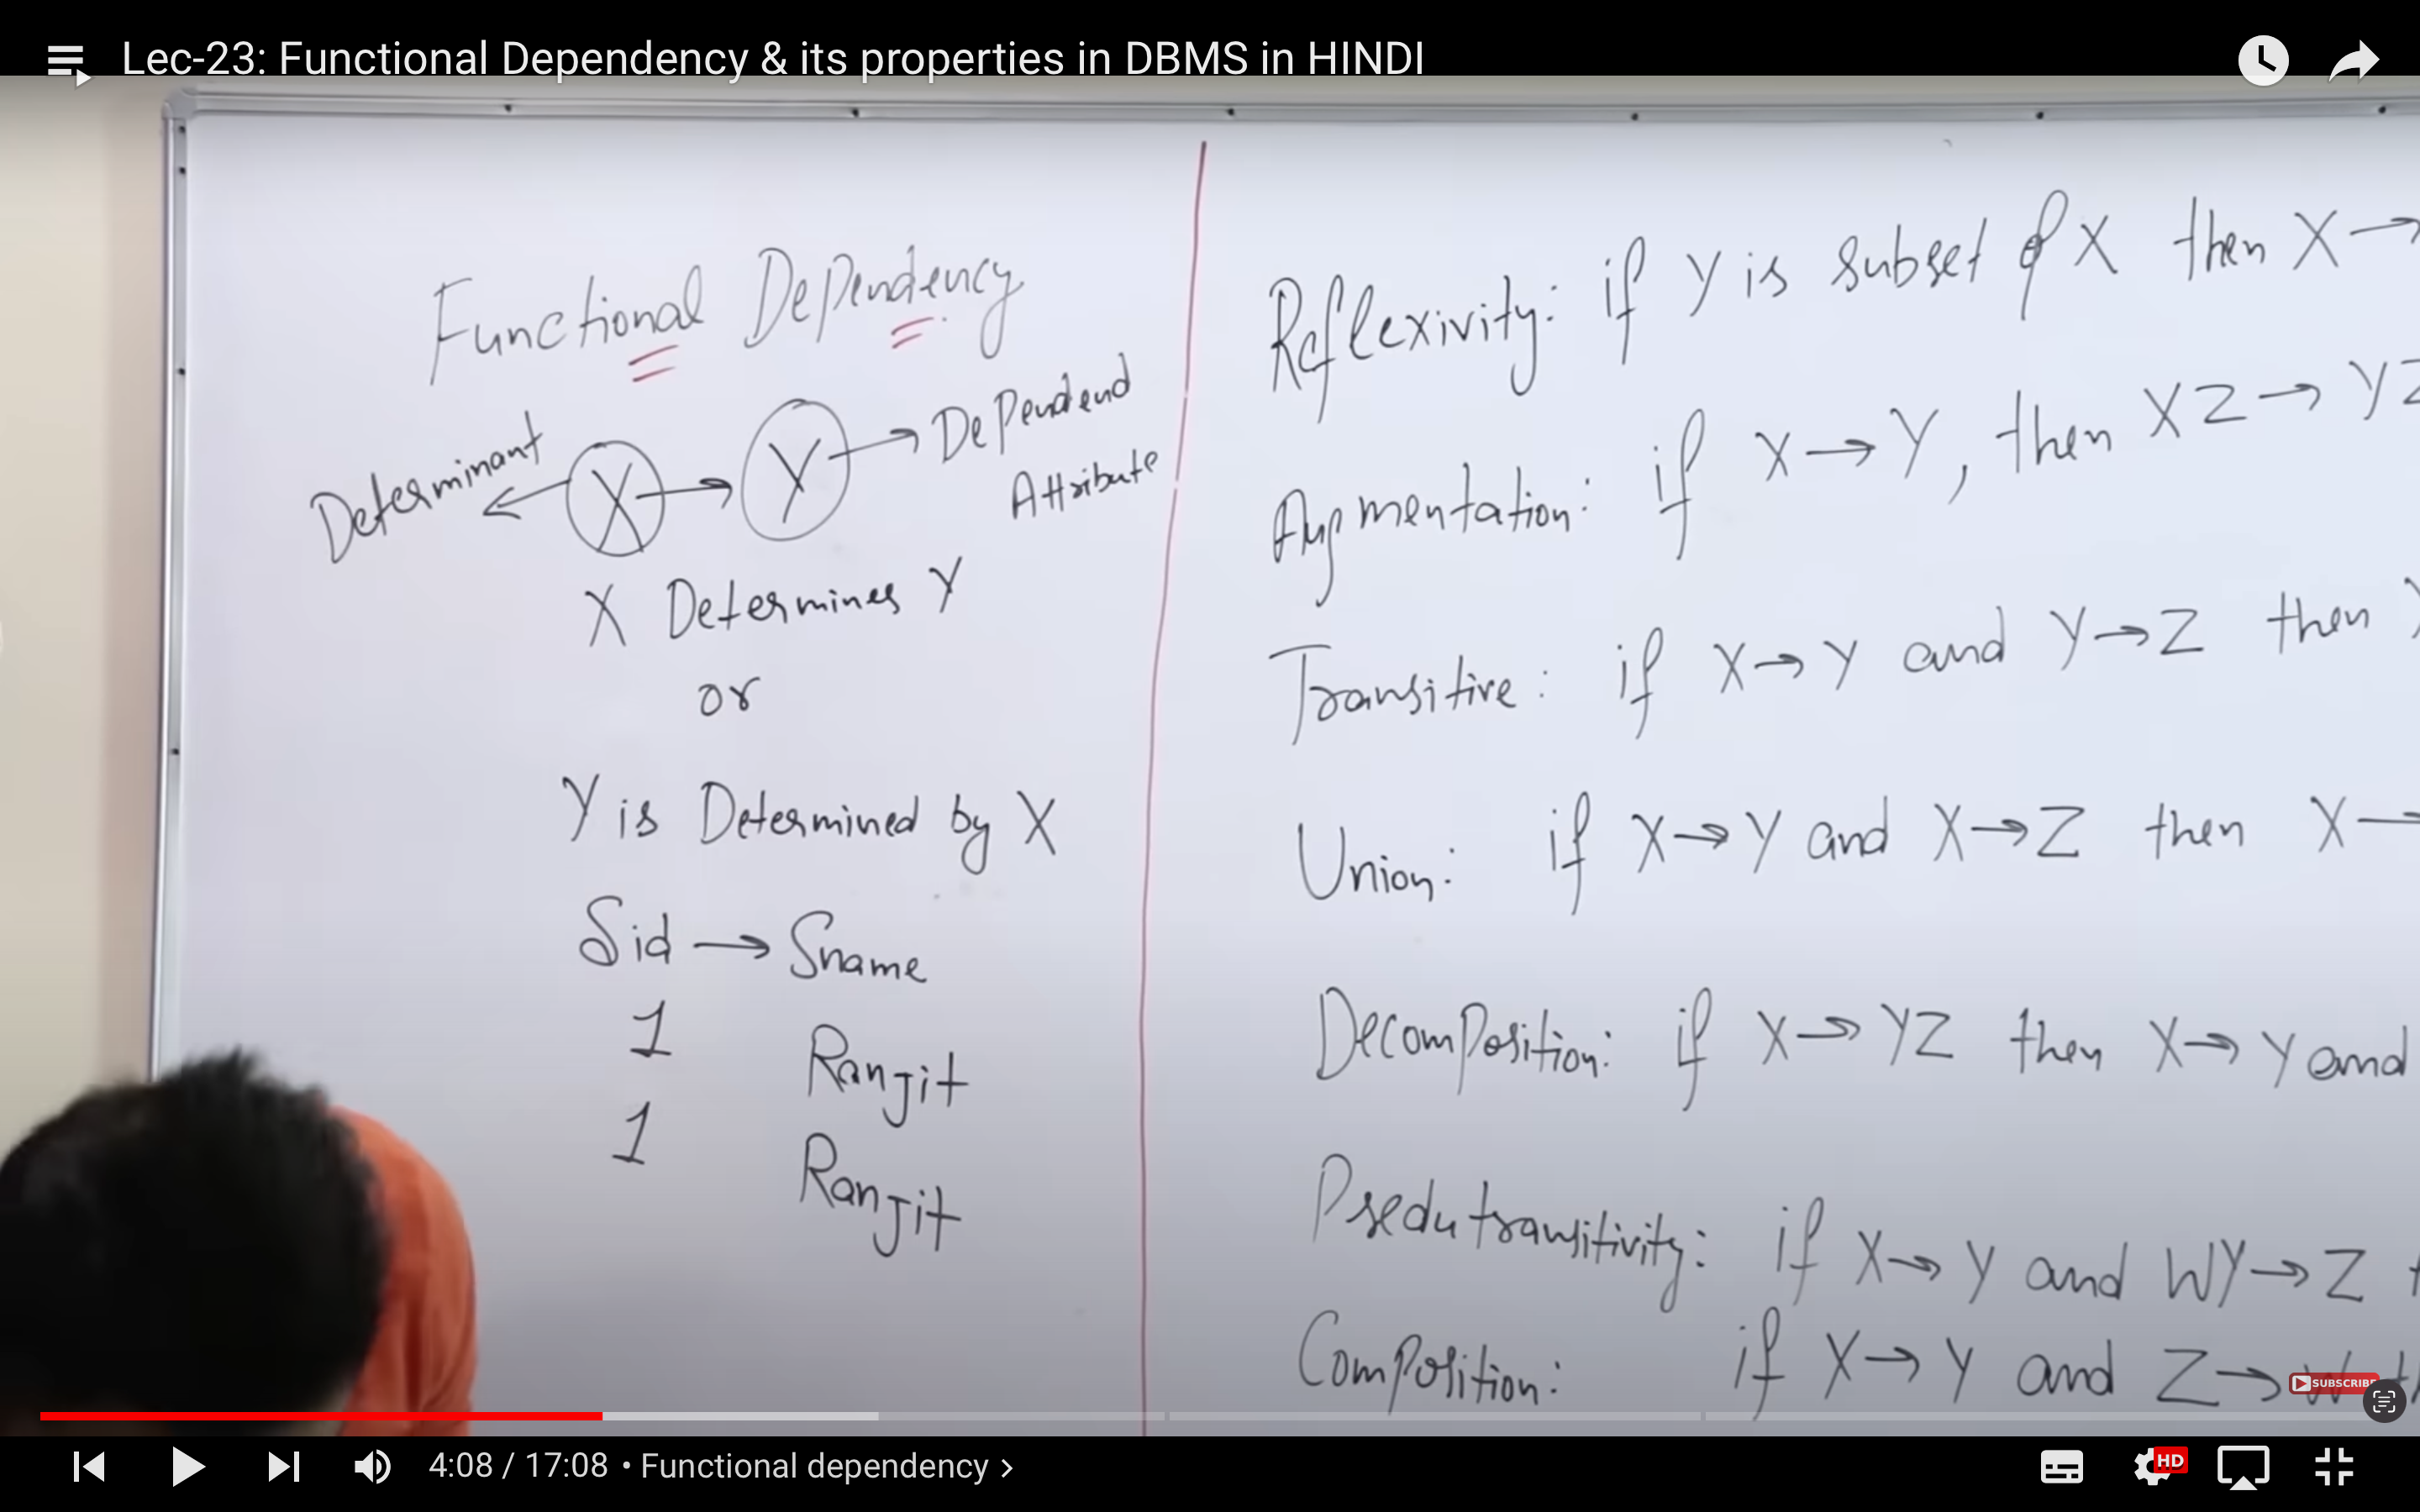 Lec-23: Functional Dependency & its properties in DBMS in HINDI
Functional Dependency
Determinant X → Y → Dependend
Attribute
X Determines Y
or
Y is Determined by X
Sid → Sname
1 Ranjit
1 Ranjit
Reflexivity: if Y is subset of X then X →
Augmentation: if X → Y, then XZ → YZ
Transitive: if X → Y and Y → Z then
Union: if X → Y and X → Z then X →
Decomposition: if X → YZ then X → Y and
Psedutransitivity: if X → Y and WY → Z
Composition: if X → Y and Z → W
SUBSCRIBE
4:08 / 17:08 • Functional dependency >
HD